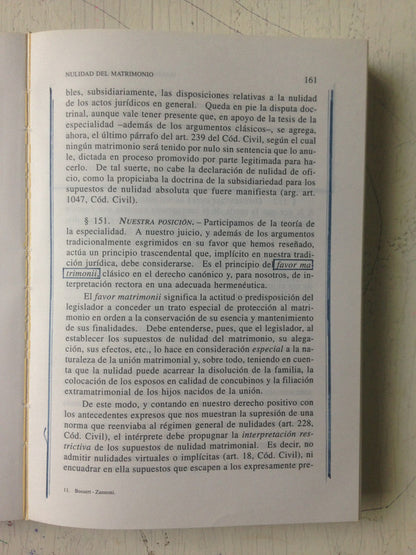 NULIDAD DEL MATRIMONIO 161
bles, subsidiariamente, las disposiciones relativas a la nulidad
de los actos jurídicos en general. Queda en pie la disputa doc-
trinal, aunque vale tener presente que, en apoyo de la tesis de la
especialidad –además de los argumentos clásicos–, se agrega,
ahora, el último párrafo del art. 239 del Cód. Civil, según el cual
ningún matrimonio será tenido por nulo sin sentencia que lo anu-
le, dictada en proceso promovido por parte legitimada para ha-
cerlo. De tal suerte, no cabe la declaración de nulidad de ofi-
cio, como la propiciaba la doctrina de la subsidiariedad para los
supuestos de nulidad absoluta que fuere manifiesta (arg. art.
1047, Cód. Civil).
§ 151. NUESTRA POSICIÓN. – Participamos de la teoría de
la especialidad. A nuestro juicio, y además de los argumentos
tradicionalmente esgrimidos en su favor que hemos reseñado,
actúa un principio trascendental que, implícito en nuestra tradi-
ción jurídica, debe considerarse. Es el principio del favor ma-
trimonii, clásico en el derecho canónico y, para nosotros, de in-
terpretación rectora en una adecuada hermenéutica.
El favor matrimonii significa la actitud o predisposición del
legislador a conceder un trato especial de protección al matri-
monio en orden a la conservación de su esencia y mantenimiento
de sus finalidades. Debe entenderse, pues, que el legislador, al
establecer los supuestos de nulidad del matrimonio, su alega-
ción, sus efectos, etc., lo hace en consideración especial a la na-
turaleza de la unión matrimonial y, sobre todo, teniendo en cuen-
ta que la nulidad puede acarrear la disolución de la familia, la
colocación de los esposos en calidad de concubinos y la filiación
extramatrimonial de los hijos nacidos de la unión.
De este modo, y contando en nuestro derecho positivo con
los antecedentes expresos que nos muestran la supresión de una
norma que reenviaba al régimen general de nulidades (art. 228,
Cód. Civil), el intérprete debe propugnar la interpretación res-
trictiva de los supuestos de nulidad matrimonial. Es decir, no
admitir nulidades virtuales o implícitas (art. 18, Cód. Civil), ni
encuadrar en ella supuestos que escapen a los expresamente pre-
11. Bossert - Zannoni.